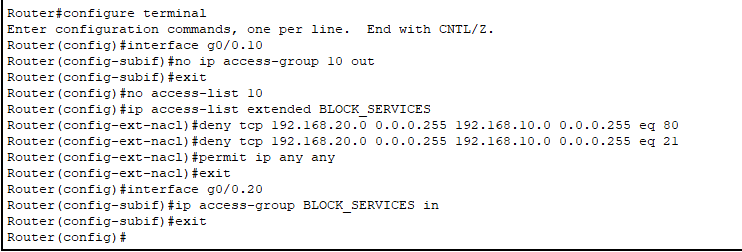 Router#configure terminal
Enter configuration commands, one per line.  End with CNTL/Z.
Router(config)#interface g0/0.10
Router(config-subif)#no ip access-group 10 out
Router(config-subif)#exit
Router(config)#no access-list 10
Router(config)#ip access-list extended BLOCK_SERVICES
Router(config-ext-nacl)#deny tcp 192.168.20.0 0.0.0.255 192.168.10.0 0.0.0.255 eq 80
Router(config-ext-nacl)#deny tcp 192.168.20.0 0.0.0.255 192.168.10.0 0.0.0.255 eq 21
Router(config-ext-nacl)#permit ip any any
Router(config-ext-nacl)#exit
Router(config)#interface g0/0.20
Router(config-subif)#ip access-group BLOCK_SERVICES in
Router(config-subif)#exit
Router(config)#